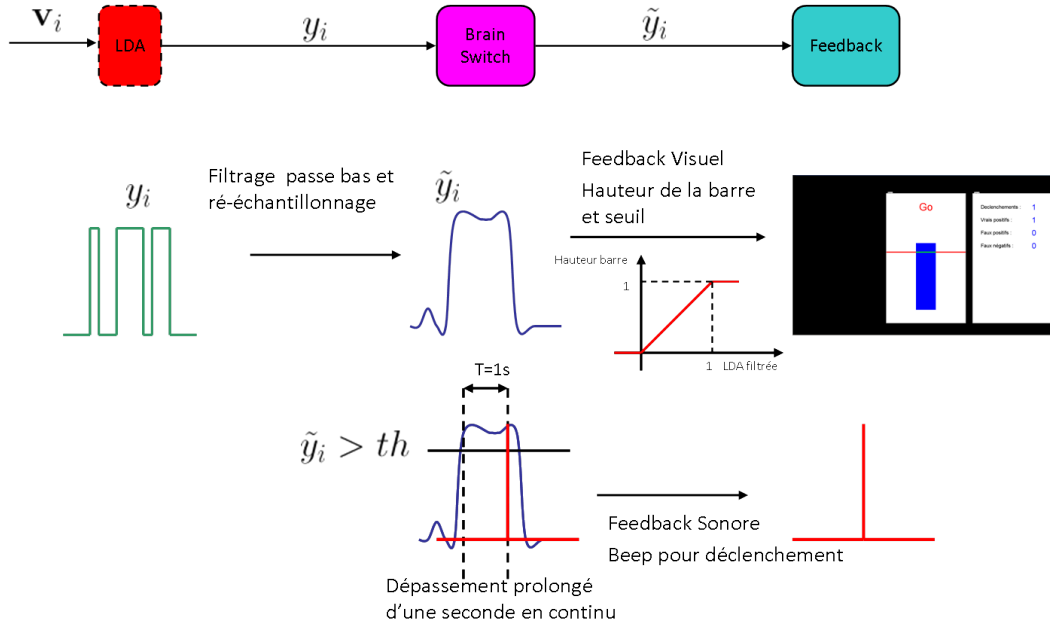 v_i
LDA
y_i
Brain
Switch
ỹ_i
Feedback
y_i
Filtrage passe bas et
ré-échantillonnage
ỹ_i
Feedback Visuel
Hauteur de la barre
et seuil
Hauteur barre
1
1
LDA filtrée
Go
Declenchements : 1
Vrais positifs : 1
Faux positifs : 0
Faux négatifs : 0
T=1s
ỹ_i > th
Feedback Sonore
Beep pour déclenchement
Dépassement prolongé
d'une seconde en continu